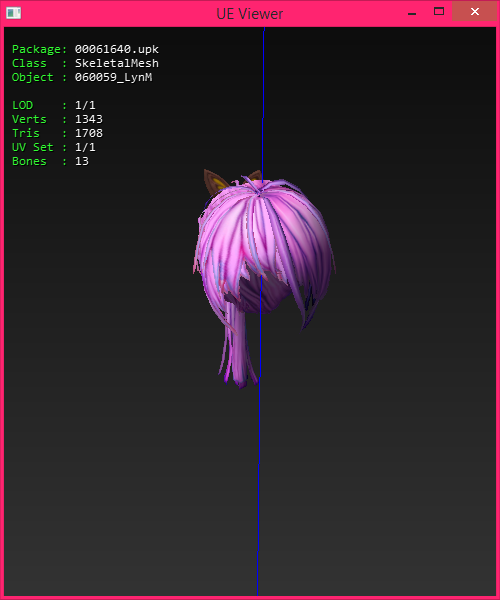 UE Viewer
Package: 00061640.upk
Class  : SkeletalMesh
Object : 060059_LynM
LOD    : 1/1
Verts  : 1343
Tris   : 1708
UV Set : 1/1
Bones  : 13